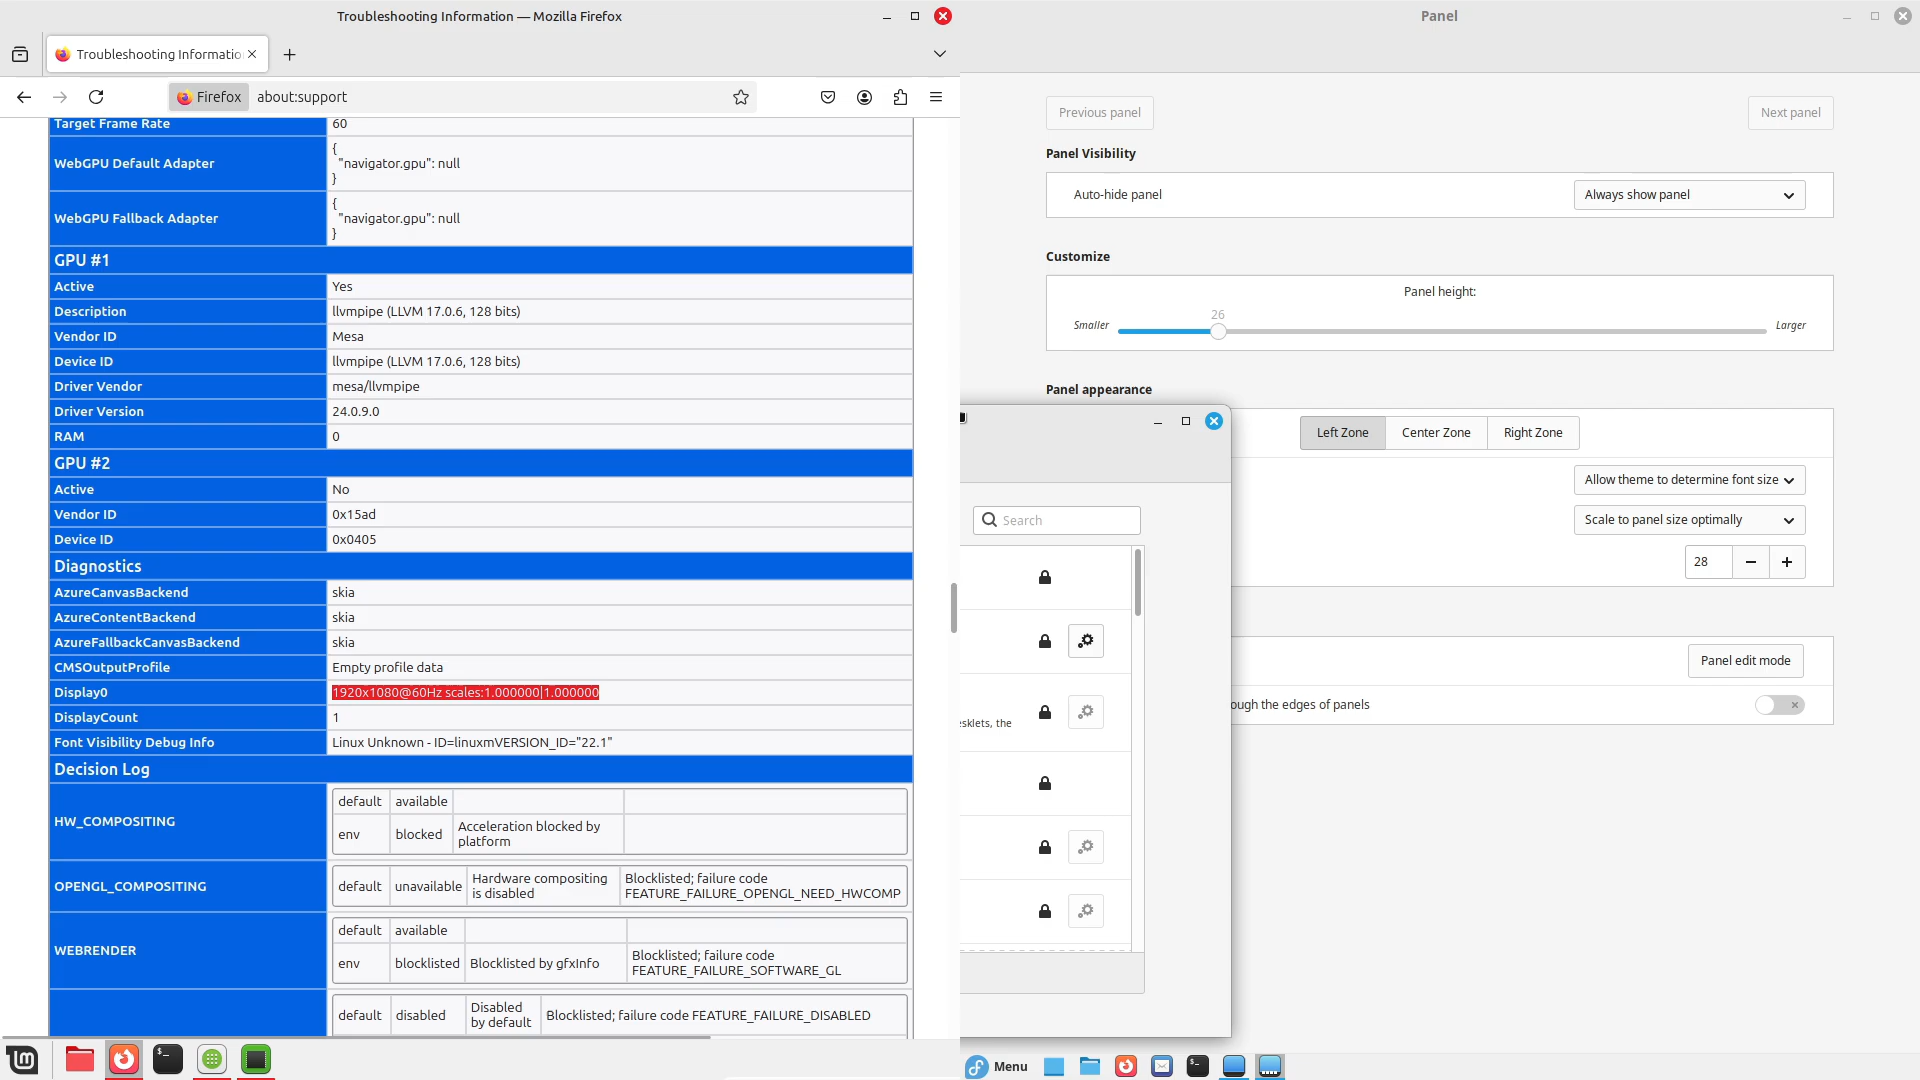 Troubleshooting Information — Mozilla Firefox
Troubleshooting Informatio
Firefox
about:support
Target Frame Rate
60
WebGPU Default Adapter
{
"navigator.gpu": null
}
WebGPU Fallback Adapter
{
"navigator.gpu": null
}
GPU #1
Active
Yes
Description
llvmpipe (LLVM 17.0.6, 128 bits)
Vendor ID
Mesa
Device ID
llvmpipe (LLVM 17.0.6, 128 bits)
Driver Vendor
mesa/llvmpipe
Driver Version
24.0.9.0
RAM
0
GPU #2
Active
No
Vendor ID
0x15ad
Device ID
0x0405
Diagnostics
AzureCanvasBackend
skia
AzureContentBackend
skia
AzureFallbackCanvasBackend
skia
CMSOutputProfile
Empty profile data
Display0
1920x1080@60Hz scales:1.000000|1.000000
DisplayCount
1
Font Visibility Debug Info
Linux Unknown - ID=linuxmVERSION_ID="22.1"
Decision Log
HW_COMPOSITING
default available
env blocked Acceleration blocked by
platform
OPENGL_COMPOSITING
default unavailable Hardware compositing
is disabled
Blocklisted; failure code
FEATURE_FAILURE_OPENGL_NEED_HWCOMP
WEBRENDER
default available
env blocklisted Blocklisted by gfxInfo
Blocklisted; failure code
FEATURE_FAILURE_SOFTWARE_GL
default disabled Disabled
by default
Blocklisted; failure code FEATURE_FAILURE_DISABLED
Panel
Previous panel
Next panel
Panel Visibility
Auto-hide panel
Always show panel
Customize
Panel height:
26
Smaller
Larger
Panel appearance
Left Zone
Center Zone
Right Zone
Allow theme to determine font size
Scale to panel size optimally
28
Search
esklets, the
Panel edit mode
ough the edges of panels
Menu